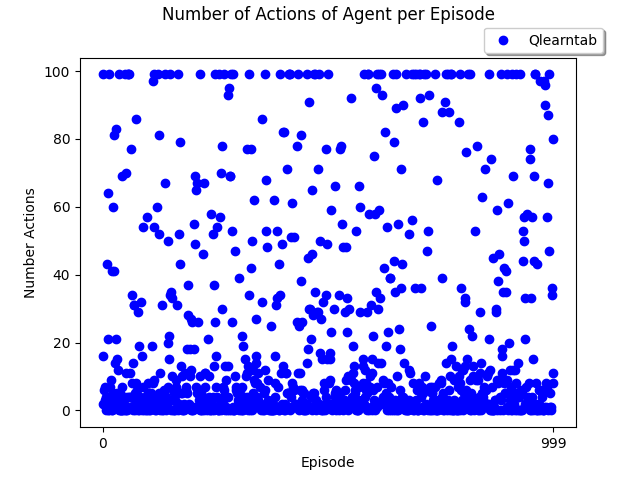 Number of Actions of Agent per Episode
Qlearntab
100
80
60
40
20
0
Number Actions
0
999
Episode